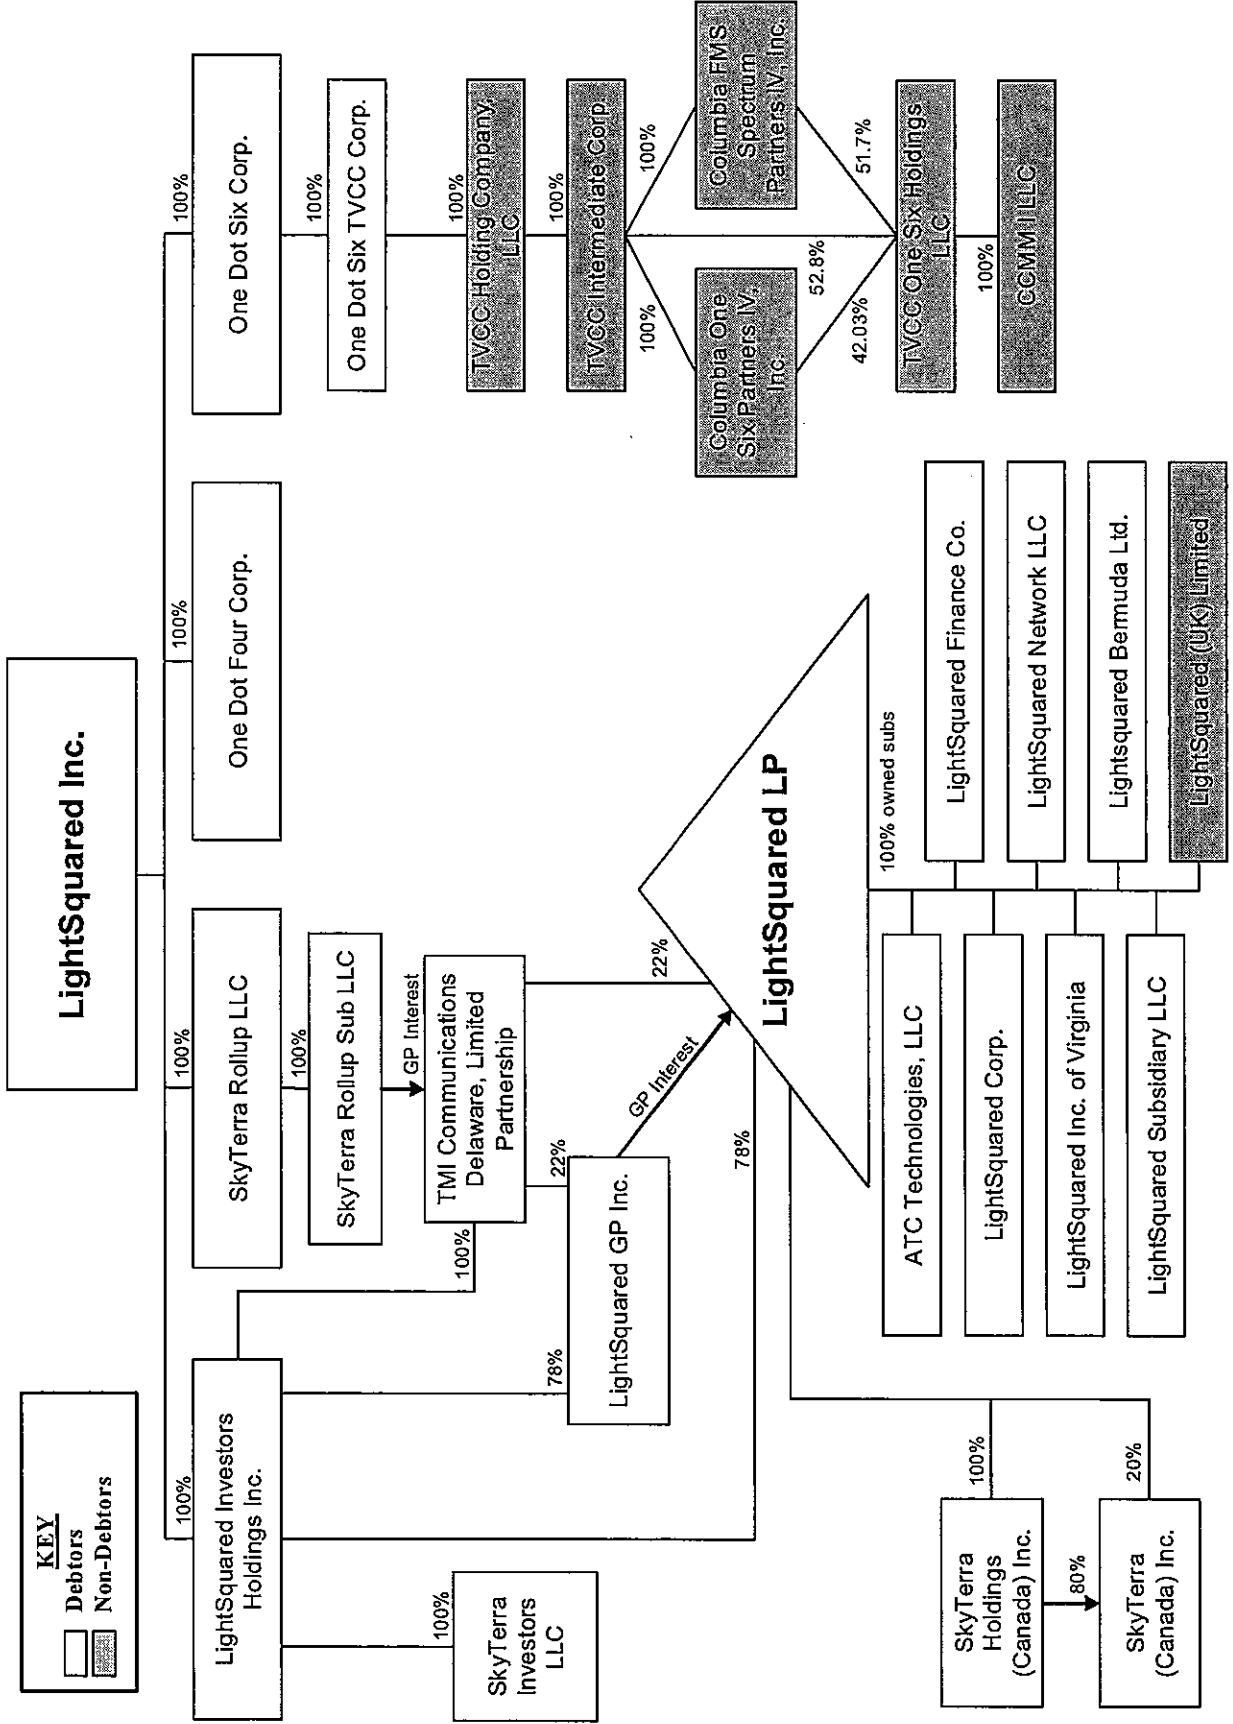 KEY
Debtors
Non-Debtors
LightSquared Inc.
100%
100%
100%
100%
LightSquared Investors
Holdings Inc.
SkyTerra Rollup LLC
One Dot Four Corp.
One Dot Six Corp.
100%
SkyTerra Rollup Sub LLC
100%
One Dot Six TVCC Corp.
GP Interest
100%
TMI Communications
Delaware, Limited
Partnership
100%
TVCC Holding Company,
LLC
100%
SkyTerra
Investors
LLC
78%
22%
LightSquared GP Inc.
GP Interest
100%
TVCC Intermediate Corp.
100%
100%
Columbia One
Six Partners IV,
Inc.
Columbia FMS
Spectrum
Partners IV, Inc.
52.8%
42.03%
51.7%
TVCC One Six Holdings
LLC
100%
CCMM I LLC
22%
78%
LightSquared LP
100% owned subs
ATC Technologies, LLC
LightSquared Finance Co.
LightSquared Corp.
LightSquared Network LLC
LightSquared Inc. of Virginia
Lightsquared Bermuda Ltd.
LightSquared Subsidiary LLC
LightSquared (UK) Limited
100%
SkyTerra
Holdings
(Canada) Inc.
80%
20%
SkyTerra
(Canada) Inc.